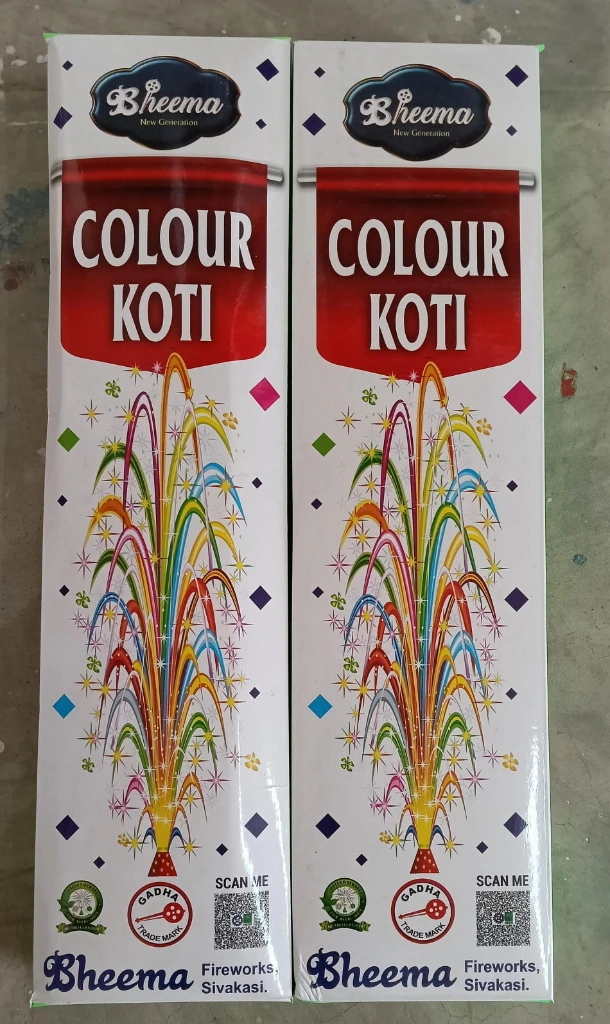 Bheema
New Generation
COLOUR
KOTI
GADHA
TRADE MARK
SCAN ME
Bheema
Fireworks,
Sivakasi.
Bheema
New Generation
COLOUR
KOTI
GADHA
TRADE MARK
SCAN ME
Bheema
Fireworks,
Sivakasi.